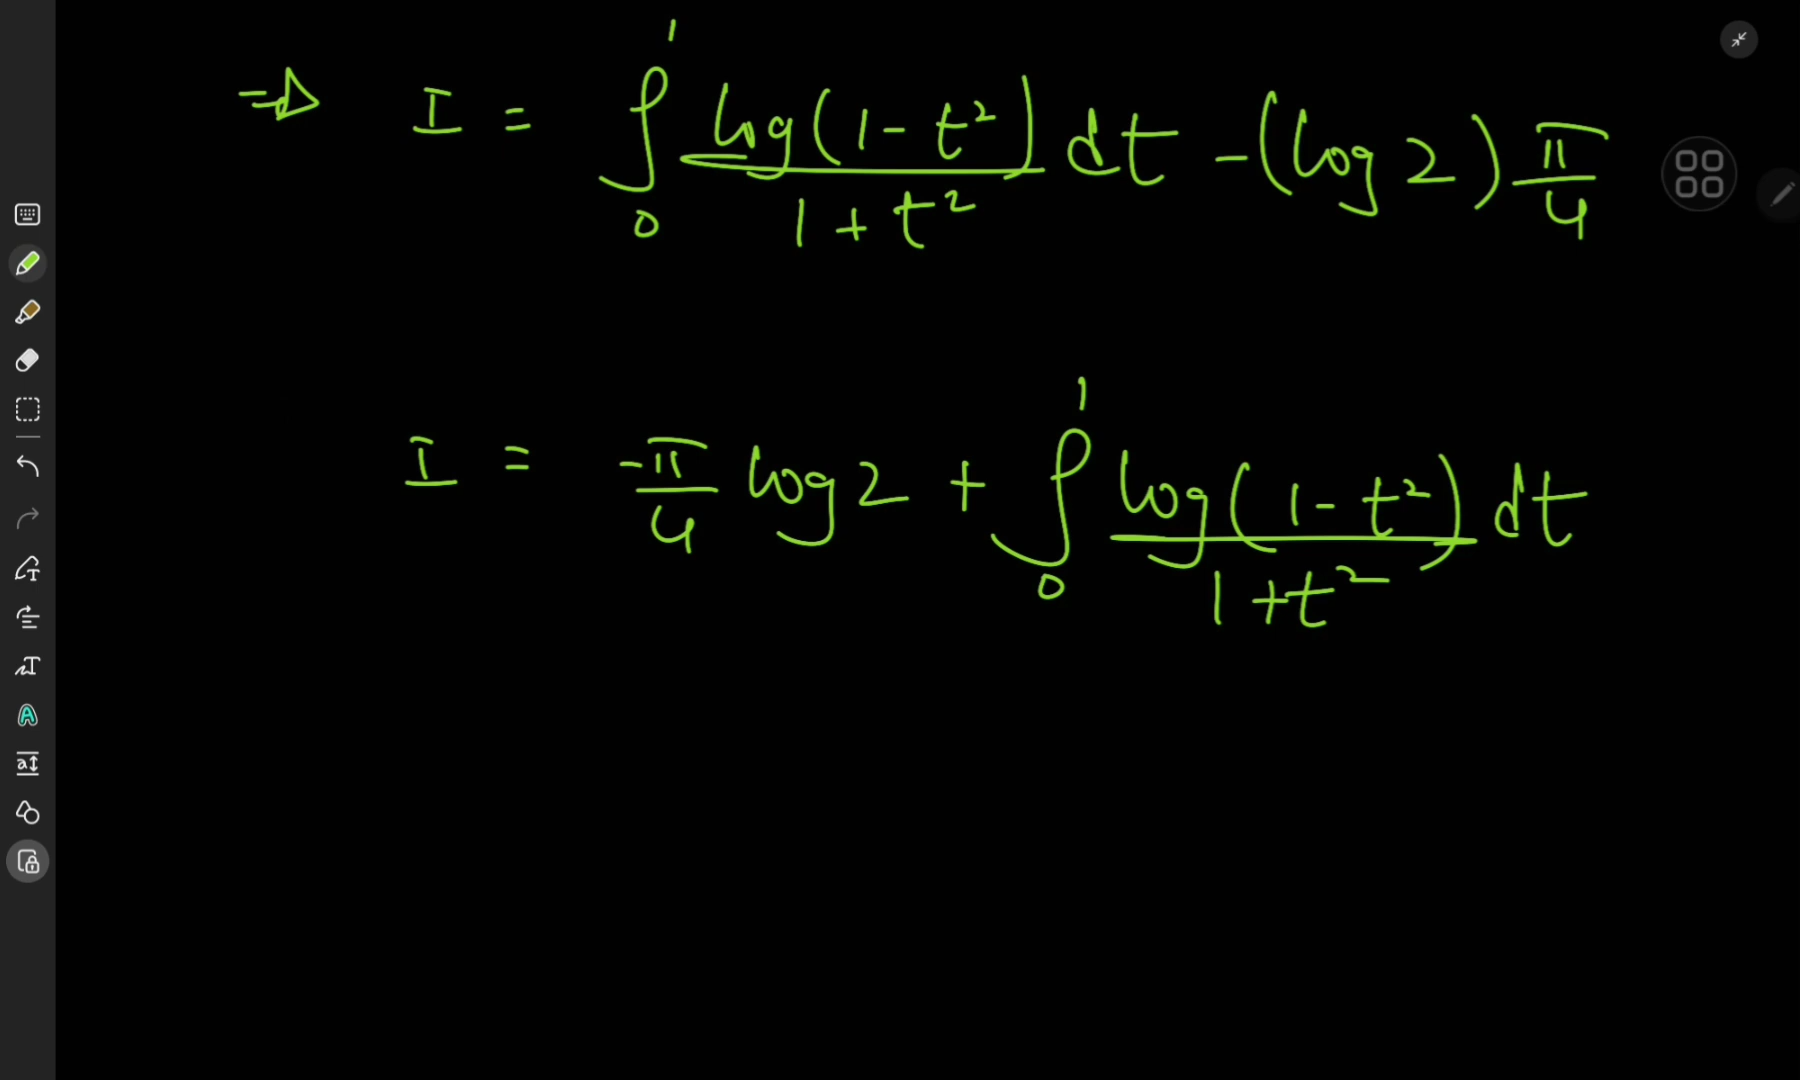 ⇒ I = ∫₀¹ log(1-t²)/(1+t²) dt - (log 2) π/4
I = -π/4 log 2 + ∫₀¹ log(1-t²)/(1+t²) dt